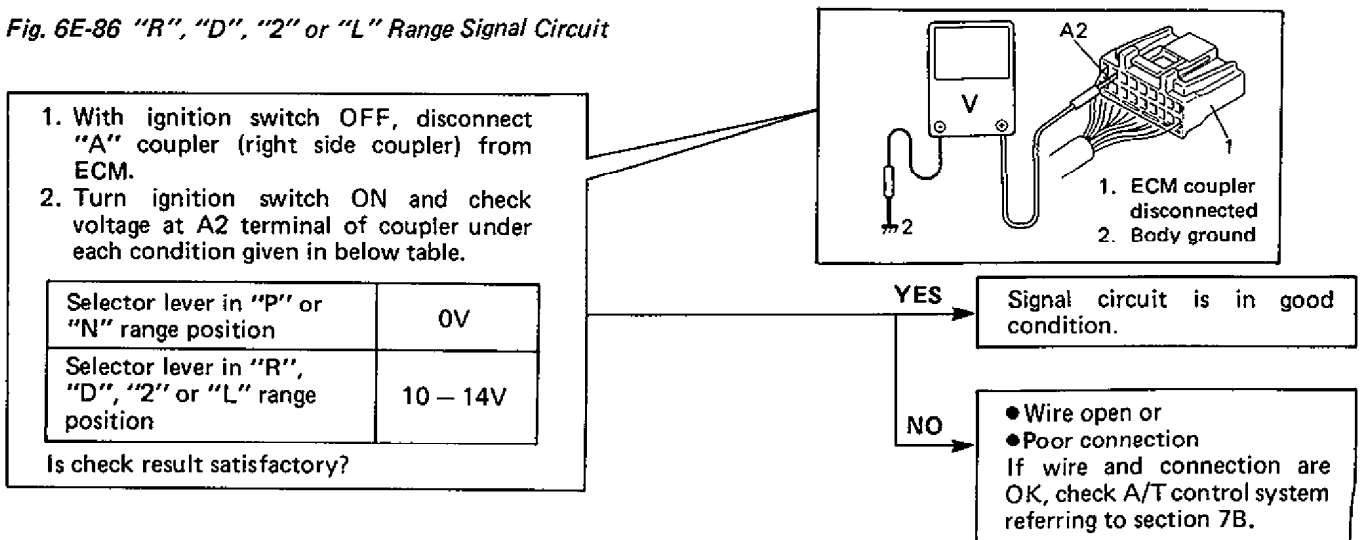 Fig. 6E-86 "R", "D", "2" or "L" Range Signal Circuit
1. With ignition switch OFF, disconnect
"A" coupler (right side coupler) from
ECM.
2. Turn ignition switch ON and check
voltage at A2 terminal of coupler under
each condition given in below table.
Selector lever in "P" or
"N" range position
0V
Selector lever in "R",
"D", "2" or "L" range
position
10 – 14V
Is check result satisfactory?
A2
V
1
2
1. ECM coupler
disconnected
2. Body ground
YES
Signal circuit is in good
condition.
NO
●Wire open or
●Poor connection
If wire and connection are
OK, check A/T control system
referring to section 7B.